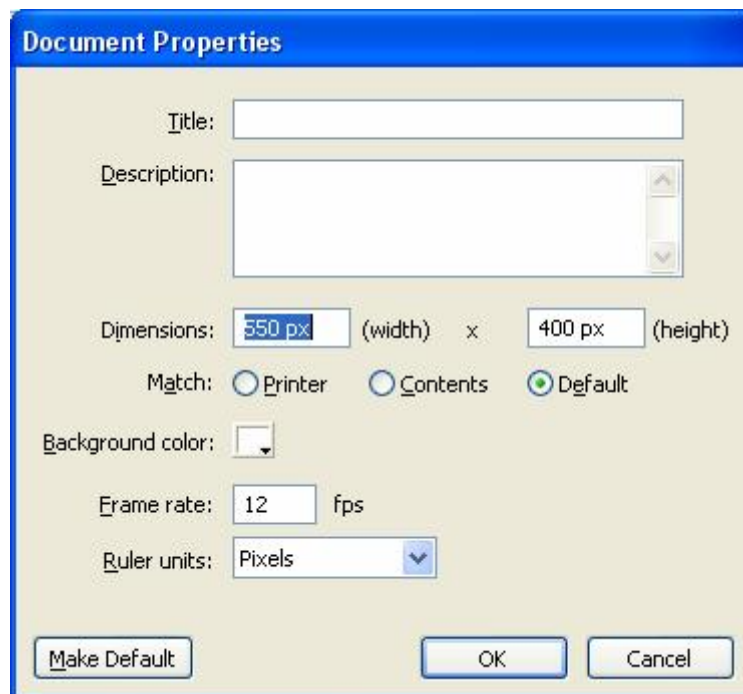 Document Properties
Title:
Description:
Dimensions: 550 px (width) x 400 px (height)
Match: Printer Contents Default
Background color:
Frame rate: 12 fps
Ruler units: Pixels
Make Default OK Cancel